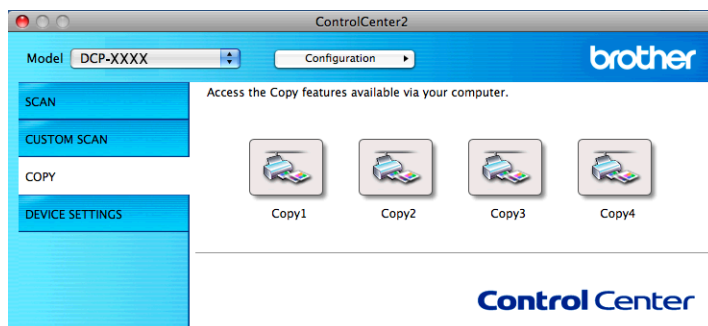 ControlCenter2
Model DCP-XXXX Configuration brother
SCAN
CUSTOM SCAN
COPY
DEVICE SETTINGS
Access the Copy features available via your computer.
Copy1 Copy2 Copy3 Copy4
Control Center